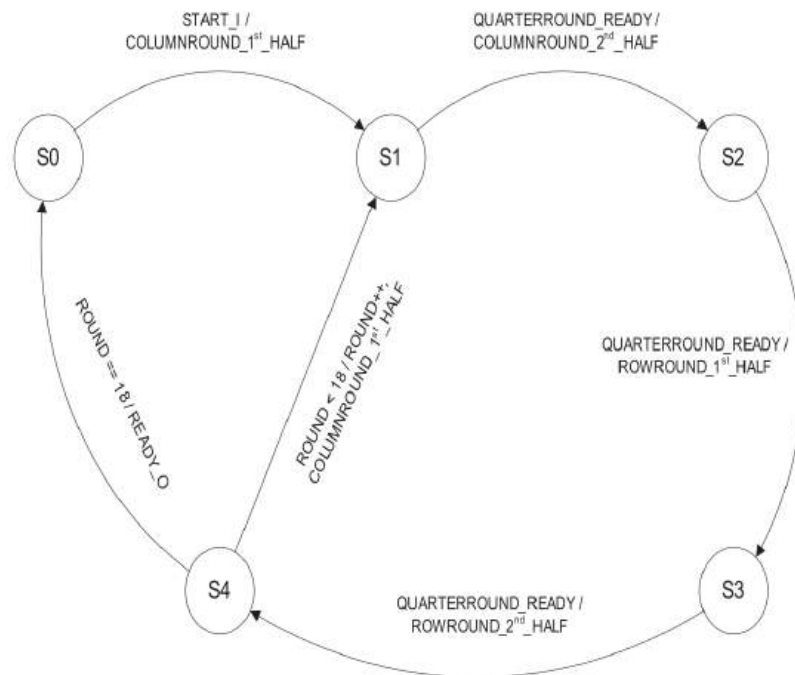 START_I /
COLUMNROUND_1st_HALF
QUARTERROUND_READY /
COLUMNROUND_2nd_HALF
S0
S1
S2
QUARTERROUND_READY /
ROWROUND_1st_HALF
ROUND == 18 / READY_O
ROUND < 18 / ROUND++,
COLUMNROUND_1st_HALF
S4
S3
QUARTERROUND_READY /
ROWROUND_2nd_HALF